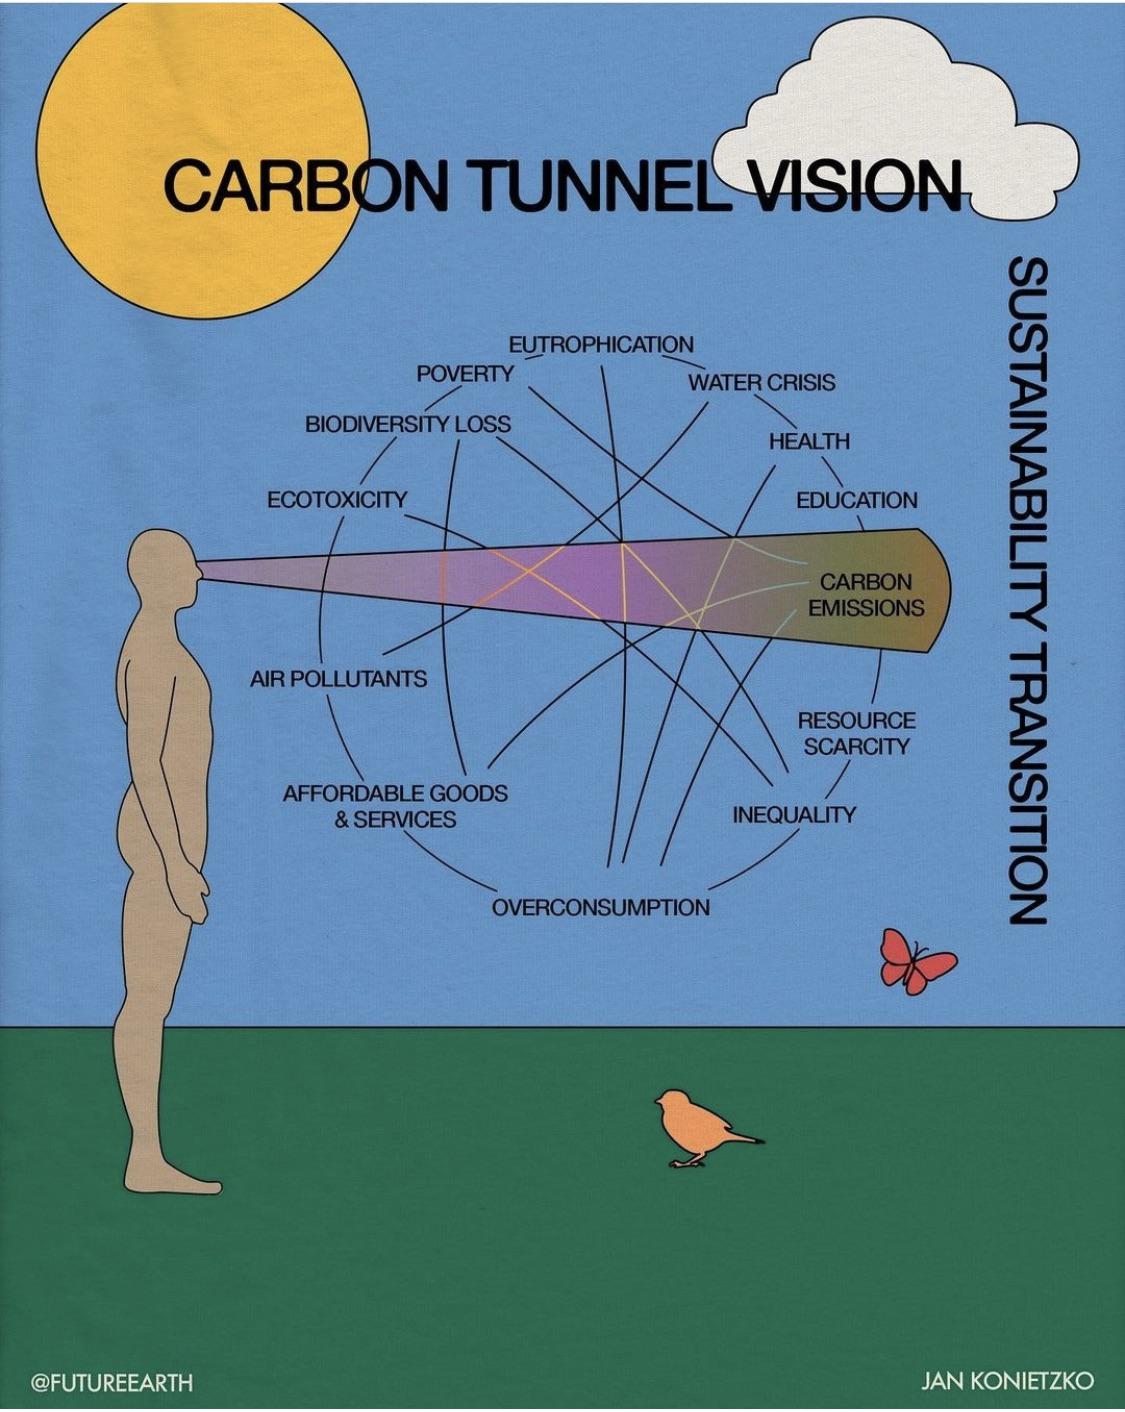 CARBON TUNNEL VISION
SUSTAINABILITY TRANSITION
EUTROPHICATION
POVERTY
WATER CRISIS
BIODIVERSITY LOSS
HEALTH
ECOTOXICITY
EDUCATION
CARBON
EMISSIONS
AIR POLLUTANTS
RESOURCE
SCARCITY
AFFORDABLE GOODS
& SERVICES
INEQUALITY
OVERCONSUMPTION
@FUTUREEARTH
JAN KONIETZKO